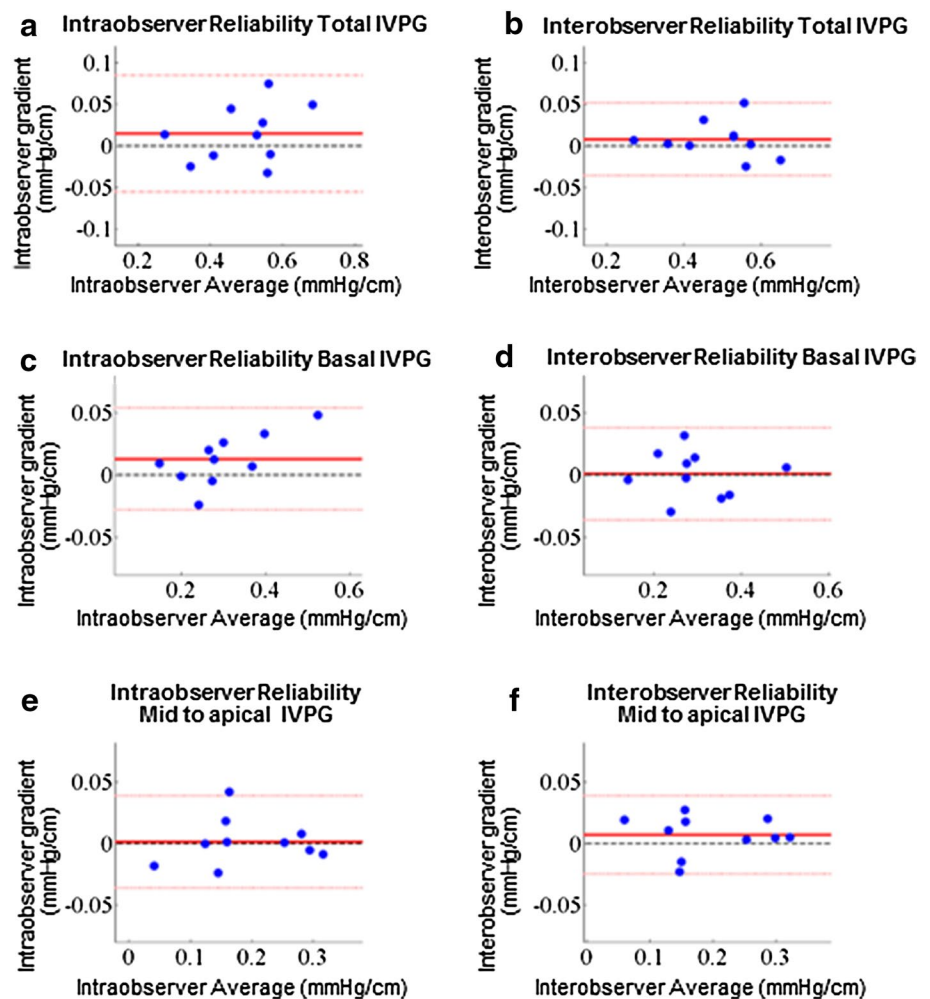 a Intraobserver Reliability Total IVPG
Intraobserver gradient
(mmHg/cm)
0.1
0.05
0
-0.05
-0.1
0.2 0.4 0.6 0.8
Intraobserver Average (mmHg/cm)
b Interobserver Reliability Total IVPG
Interobserver gradient
(mmHg/cm)
0.1
0.05
0
-0.05
-0.1
0.2 0.4 0.6
Interobserver Average (mmHg/cm)
c Intraobserver Reliability Basal IVPG
Intraobserver gradient
(mmHg/cm)
0.05
0
-0.05
0.2 0.4 0.6
Intraobserver Average (mmHg/cm)
d Interobserver Reliability Basal IVPG
Interobserver gradient
(mmHg/cm)
0.05
0
-0.05
0.2 0.4 0.6
Interobserver Average (mmHg/cm)
e Intraobserver Reliability
Mid to apical IVPG
Intraobserver gradient
(mmHg/cm)
0.05
0
-0.05
0 0.1 0.2 0.3
Intraobserver Average (mmHg/cm)
f Interobserver Reliability
Mid to apical IVPG
Interobserver gradient
(mmHg/cm)
0.05
0
-0.05
0 0.1 0.2 0.3
Interobserver Average (mmHg/cm)